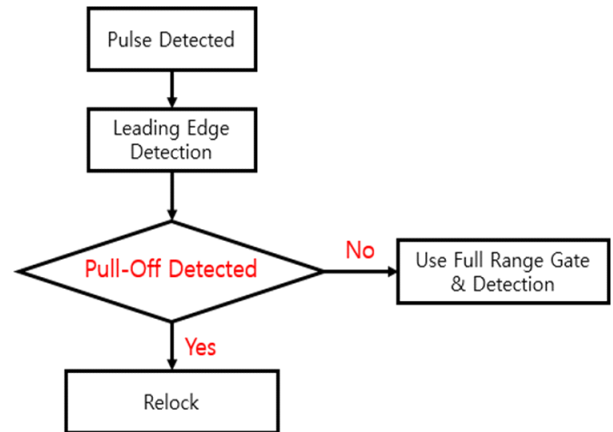 Pulse Detected
Leading Edge
Detection
Pull-Off Detected
No
Use Full Range Gate
& Detection
Yes
Relock